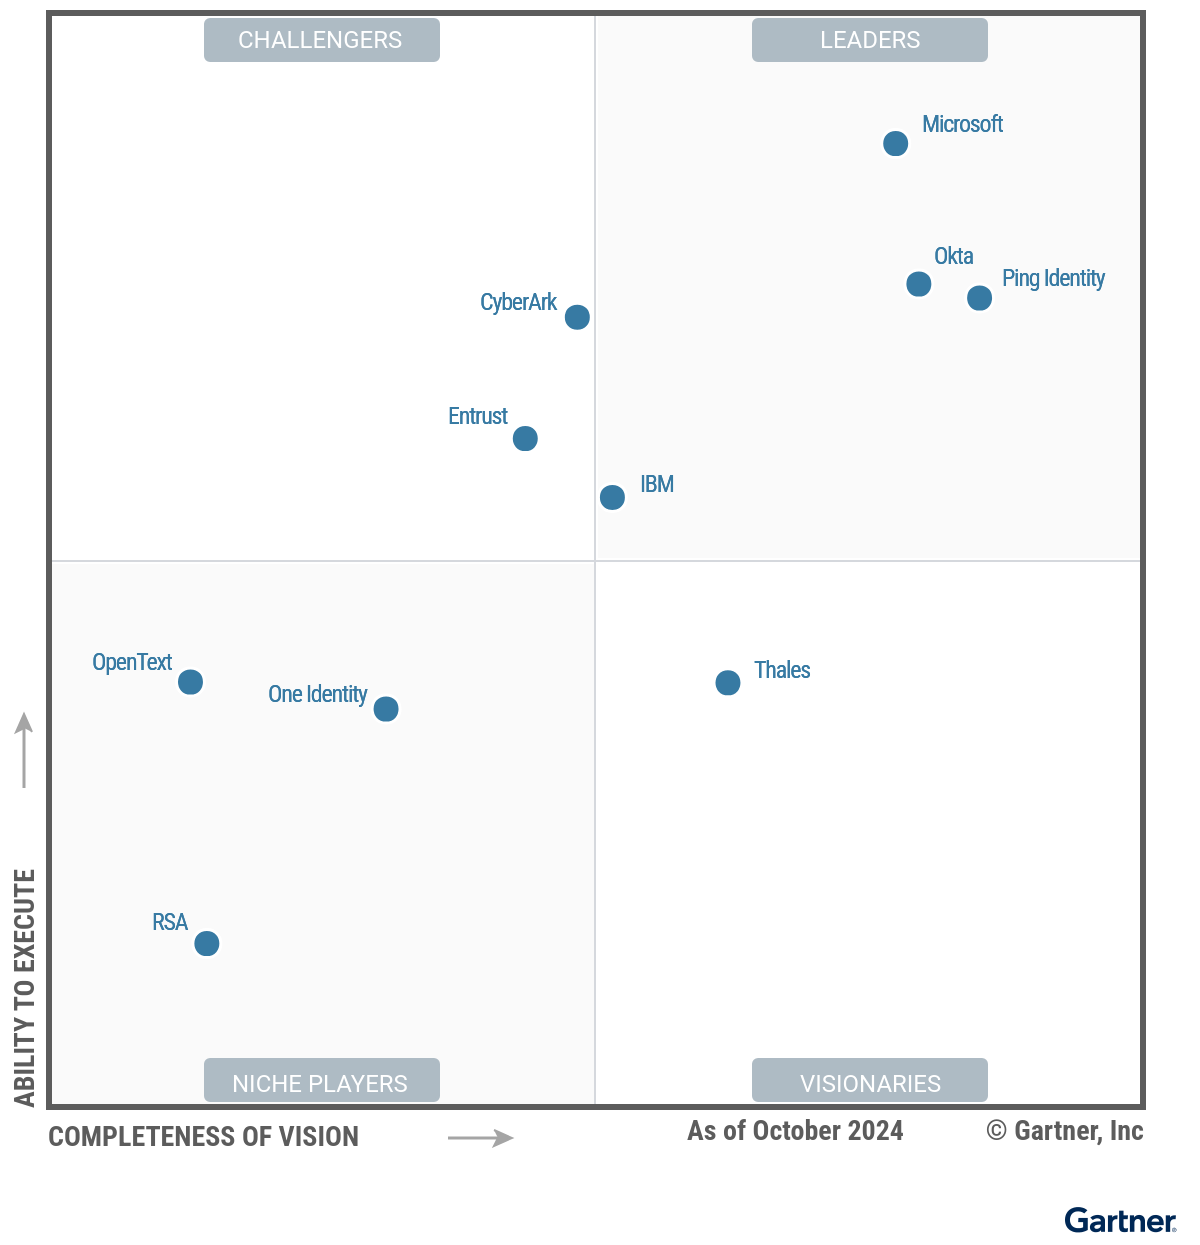 CHALLENGERS
LEADERS
Microsoft
Okta
Ping Identity
CyberArk
Entrust
IBM
OpenText
One Identity
Thales
RSA
NICHE PLAYERS
VISIONARIES
ABILITY TO EXECUTE
COMPLETENESS OF VISION
As of October 2024
© Gartner, Inc
Gartner®